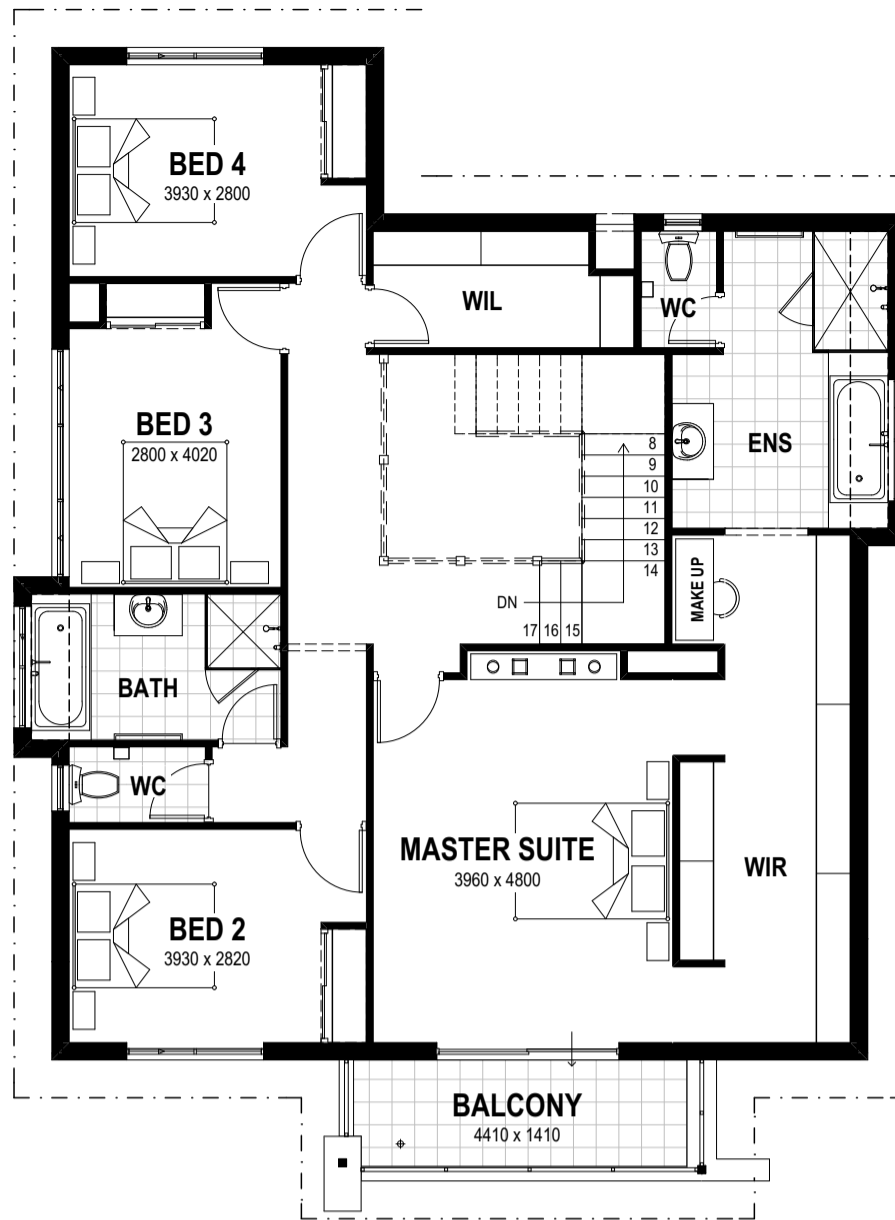 BED 4
3930 x 2800
WIL
WC
BED 3
2800 x 4020
ENS
8
9
10
11
12
13
14
DN
17 16 15
MAKE UP
BATH
WC
MASTER SUITE
3960 x 4800
WIR
BED 2
3930 x 2820
BALCONY
4410 x 1410